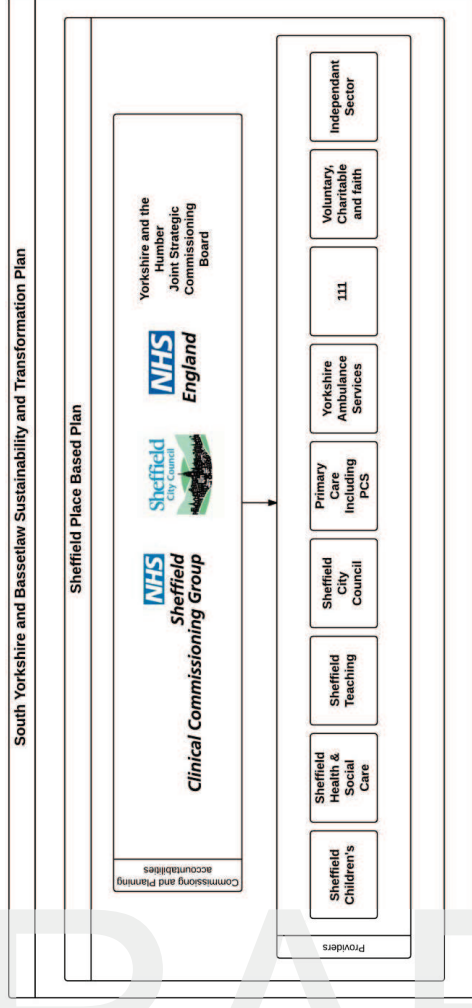 South Yorkshire and Bassetlaw Sustainability and Transformation Plan
Sheffield Place Based Plan
Commissiong and Planning
accountabilities
NHS
Sheffield
Clinical Commissioning Group
Sheffield
City Council
NHS
England
Yorkshire and the
Humber
Joint Strategic
Commissioning
Board
Providers
Sheffield
Children's
Sheffield
Health &
Social
Care
Sheffield
Teaching
Sheffield
City
Council
Primary
Care
Including
PCS
Yorkshire
Ambulance
Services
111
Voluntary,
Charitable
and faith
Independant
Sector